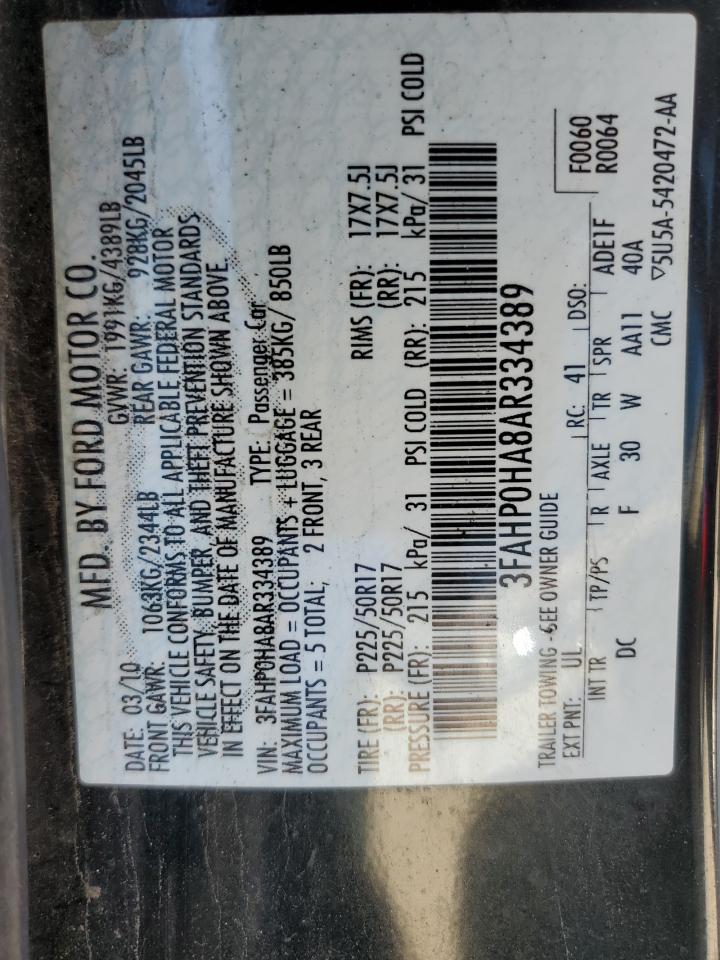 MFD. BY FORD MOTOR CO.
DATE: 03/10 GVWR: 1991KG/4389LB
FRONT GAWR: 1063KG/2344LB REAR GAWR: 928KG/2045LB
THIS VEHICLE CONFORMS TO ALL APPLICABLE FEDERAL MOTOR
VEHICLE SAFETY, BUMPER, AND THEFT PREVENTION STANDARDS
IN EFFECT ON THE DATE OF MANUFACTURE SHOWN ABOVE.
VIN: 3FAHP0HA8AR334389 TYPE: Passenger Car
MAXIMUM LOAD = OCCUPANTS + LUGGAGE = 385KG/ 850LB
OCCUPANTS = 5 TOTAL; 2 FRONT, 3 REAR
TIRE (FR): P225/50R17 RIMS (FR): 17X7.5J
(RR): P225/50R17 (RR): 17X7.5J
PRESSURE (FR): 215 kPa/ 31 PSI COLD (RR): 215 kPa/ 31 PSI COLD
3FAHP0HA8AR334389
TRAILER TOWING - SEE OWNER GUIDE
F0060
EXT PNT: UL RC: 41 DSO: R0064
INT TR TP/PS R AXLE TR SPR ADE1F
DC F 30 W AA11 40A
CMC ▽5U5A-5420472-AA